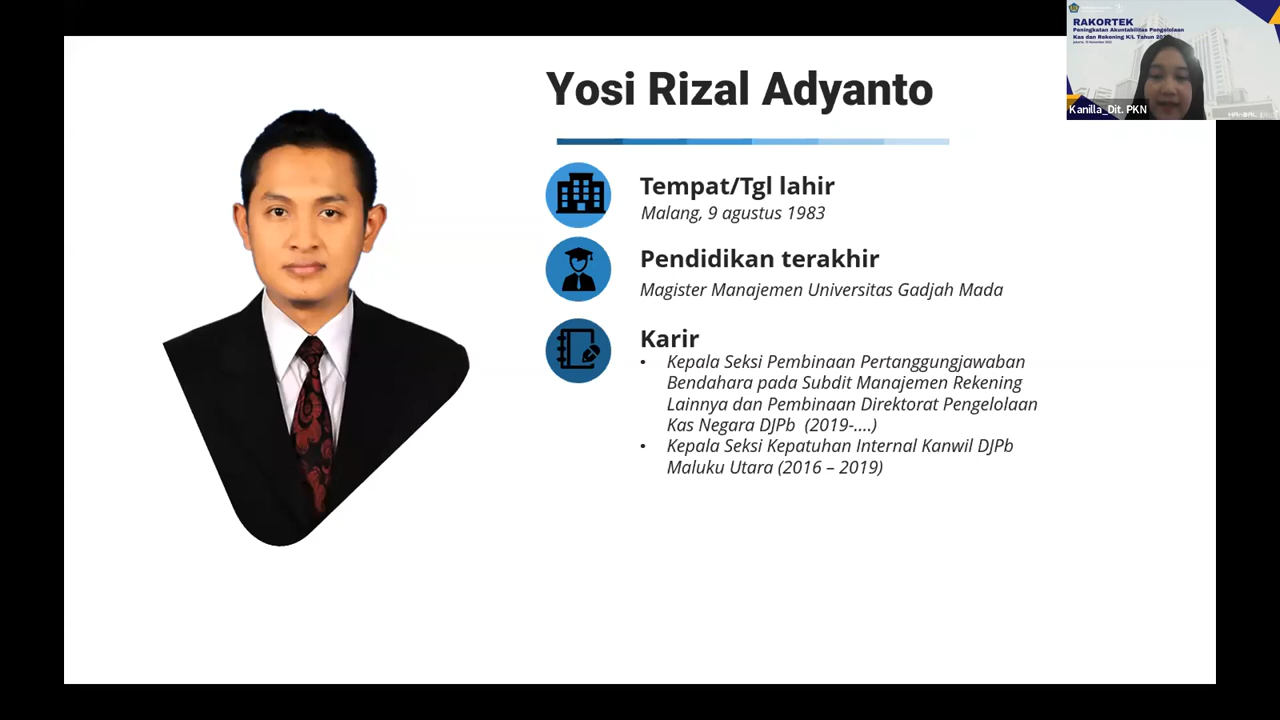 Yosi Rizal Adyanto
Tempat/Tgl lahir
Malang, 9 agustus 1983
Pendidikan terakhir
Magister Manajemen Universitas Gadjah Mada
Karir
• Kepala Seksi Pembinaan Pertanggungjawaban
Bendahara pada Subdit Manajemen Rekening
Lainnya dan Pembinaan Direktorat Pengelolaan
Kas Negara DJPb (2019-....)
• Kepala Seksi Kepatuhan Internal Kanwil DJPb
Maluku Utara (2016 – 2019)
RAKORTEK
Peningkatan Akuntabilitas Pengelolaan
Kas dan Rekening K/L Tahun
Kanilla_Dit. PKN